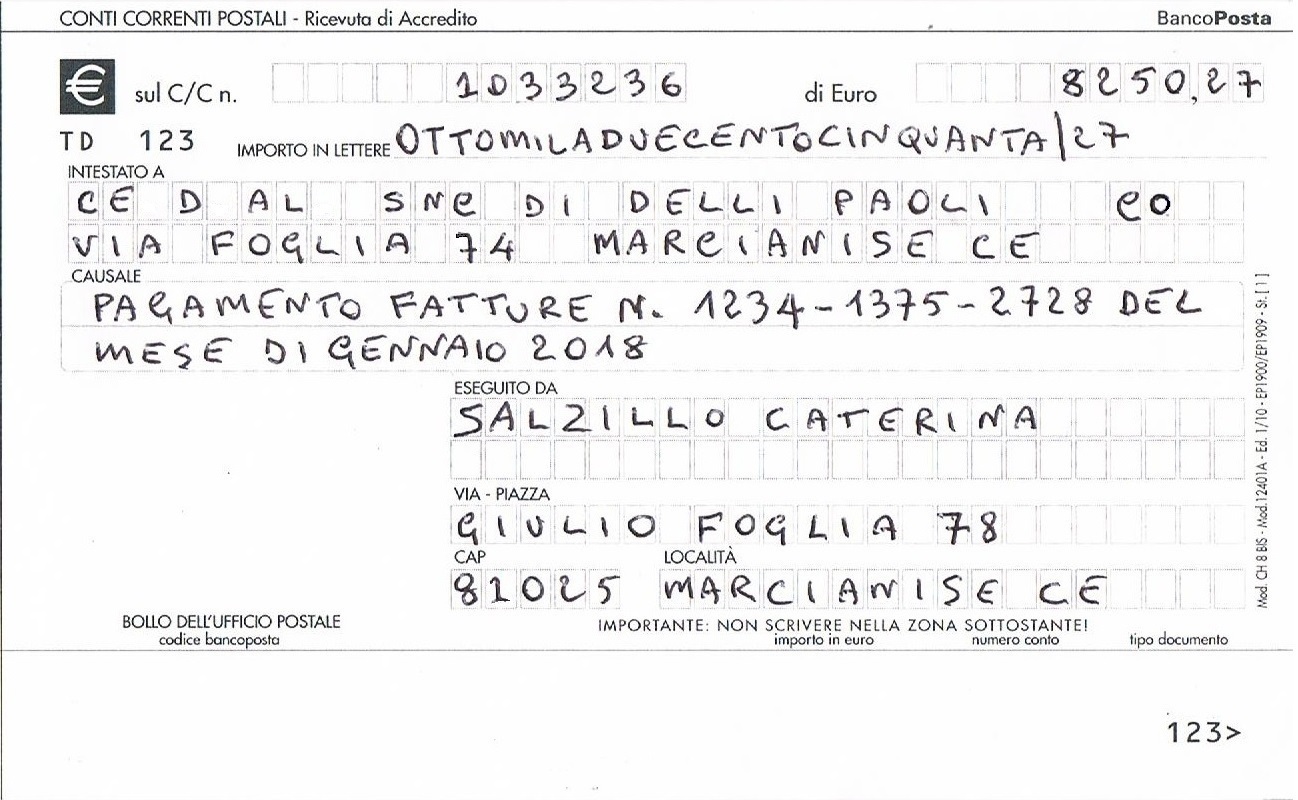 CONTI CORRENTI POSTALI - Ricevuta di Accredito BancoPosta
€ sul C/C n. 1033236 di Euro 8250,27
TD 123 IMPORTO IN LETTERE OTTOMILADUECENTOCINQUANTA/27
INTESTATO A
CE D AL SNC DI DELLI PAOLI CO
VIA FOGLIA 74 MARCIANISE CE
CAUSALE
PAGAMENTO FATTURE N. 1234-1375-2728 DEL
MESE DI GENNAIO 2018
ESEGUITO DA
SALZILLO CATERINA
VIA - PIAZZA
GIULIO FOGLIA 78
CAP LOCALITÀ
81025 MARCIANISE CE
BOLLO DELL'UFFICIO POSTALE IMPORTANTE: NON SCRIVERE NELLA ZONA SOTTOSTANTE!
codice bancoposta importo in euro numero conto tipo documento
123>
Mod. CH 8 BIS - Mod.12401A - Ed. 1/10 - EP1900/EP1909 - St. [1]